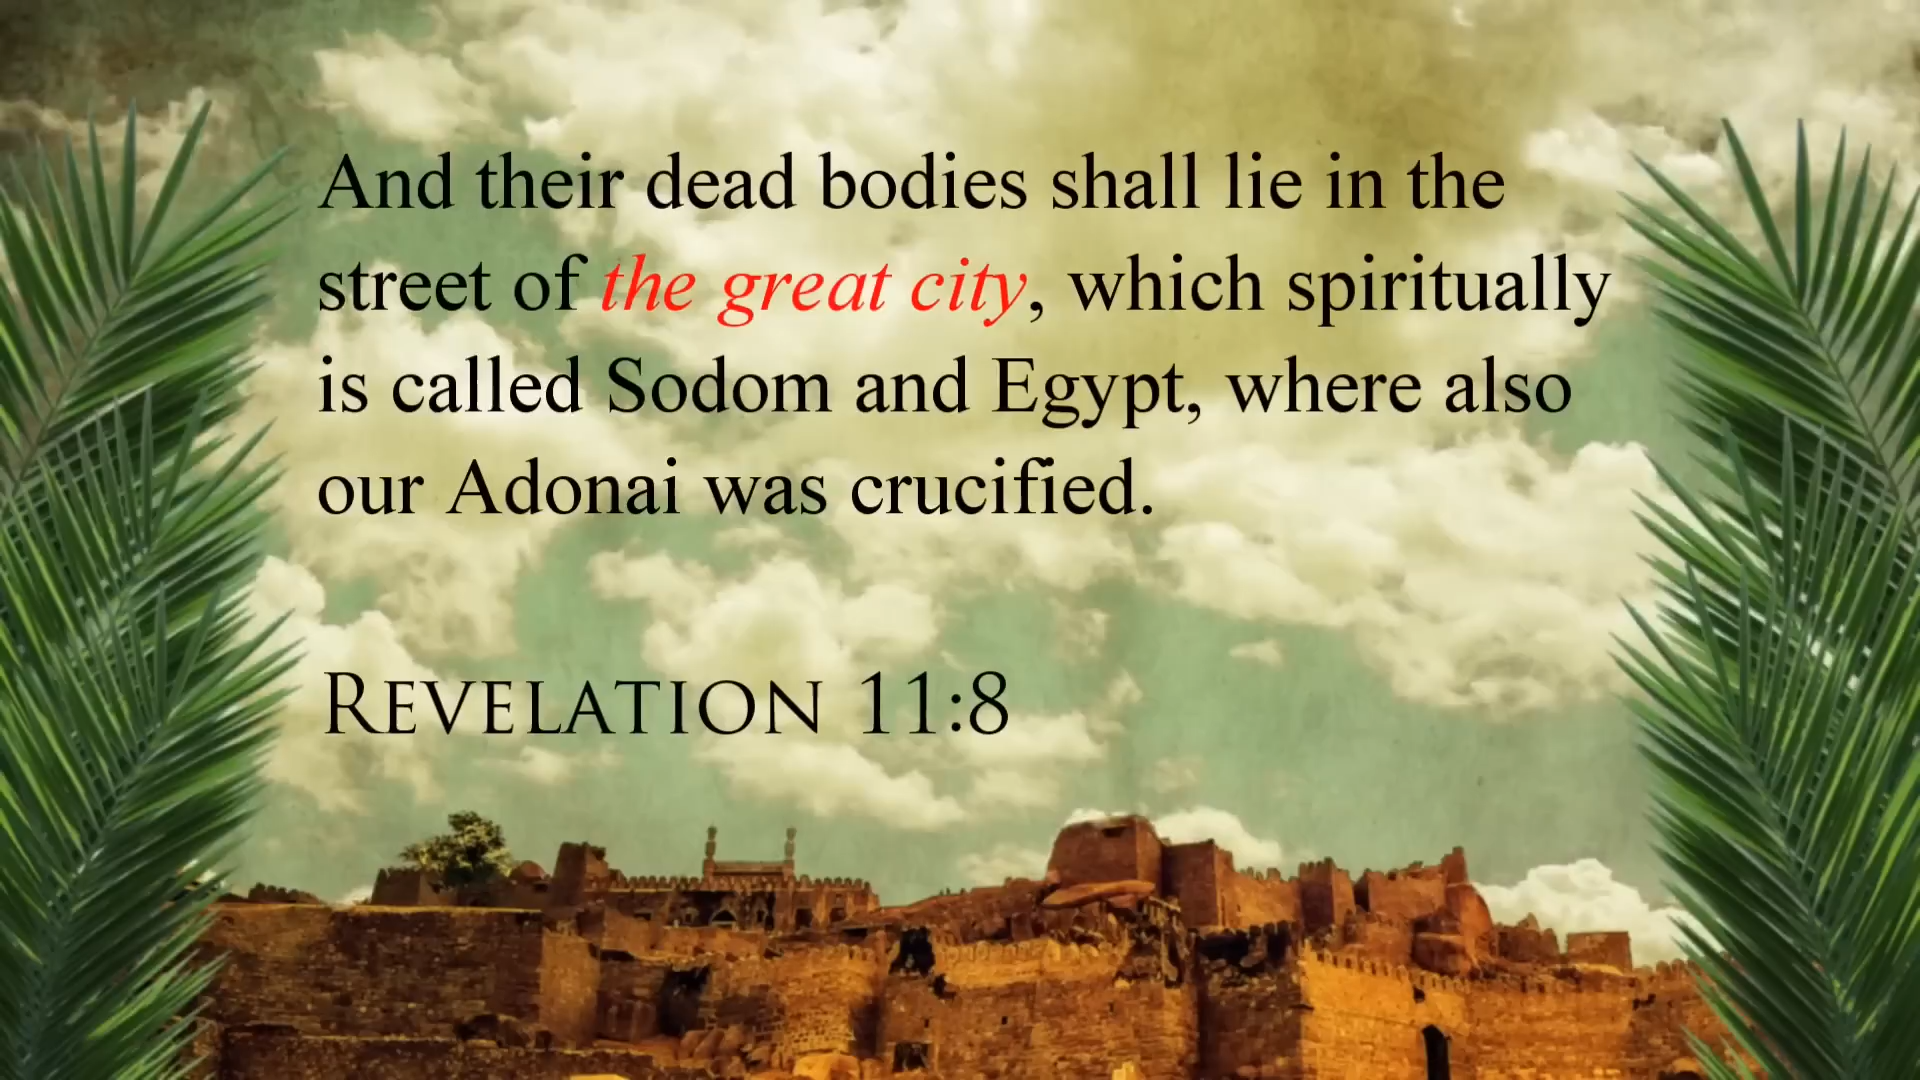 And their dead bodies shall lie in the
street of the great city, which spiritually
is called Sodom and Egypt, where also
our Adonai was crucified.
REVELATION 11:8